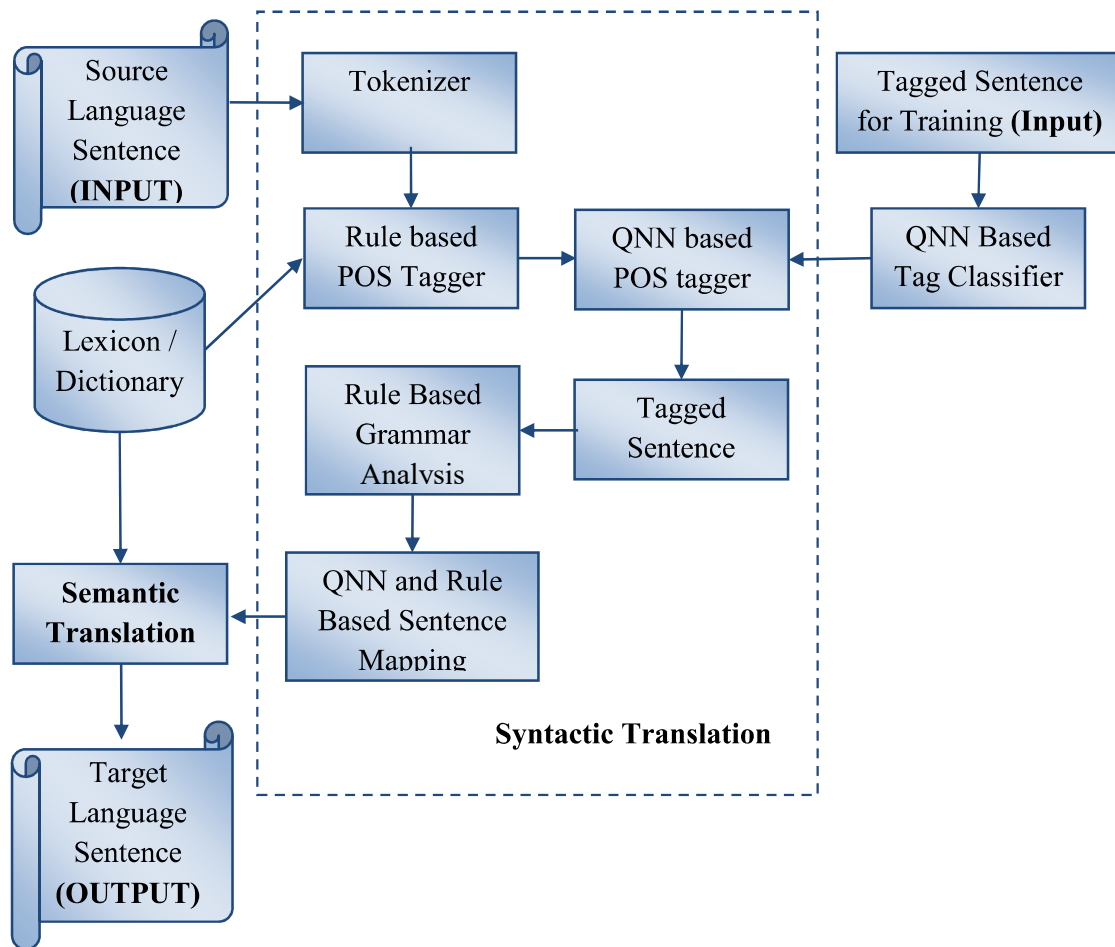 Source
Language
Sentence
(INPUT)
Tokenizer
Tagged Sentence
for Training (Input)
Rule based
POS Tagger
QNN based
POS tagger
QNN Based
Tag Classifier
Lexicon /
Dictionary
Rule Based
Grammar
Analysis
Tagged
Sentence
Semantic
Translation
QNN and Rule
Based Sentence
Mapping
Syntactic Translation
Target
Language
Sentence
(OUTPUT)